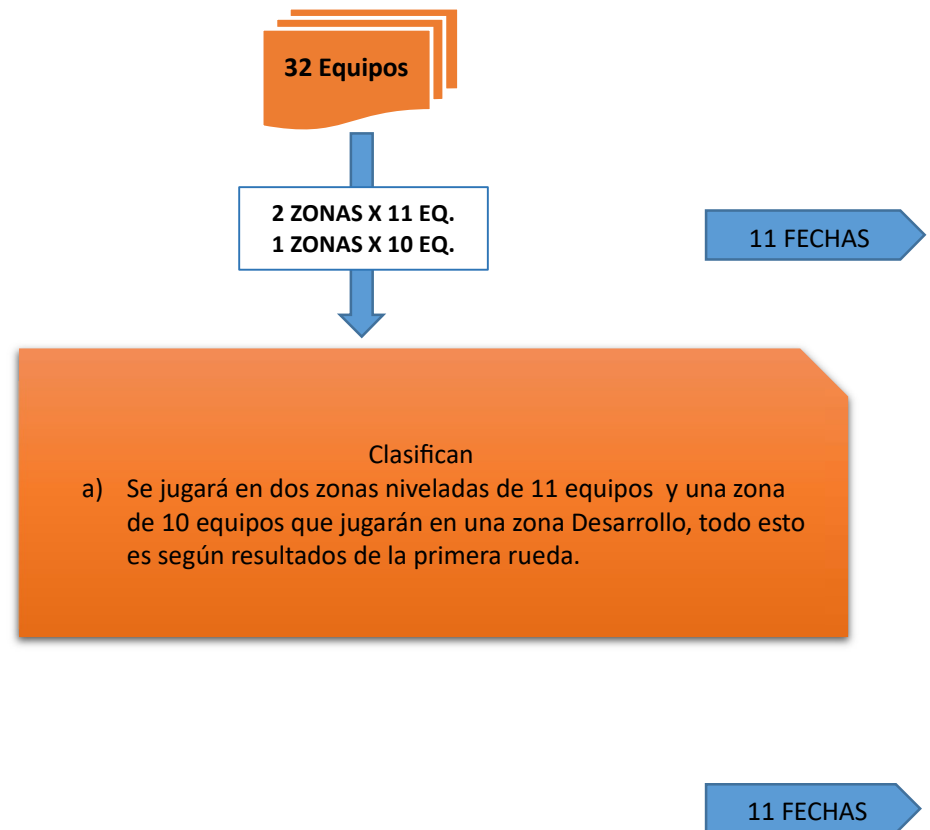 32 Equipos
2 ZONAS X 11 EQ.
1 ZONAS X 10 EQ.
11 FECHAS
Clasifican
a) Se jugará en dos zonas niveladas de 11 equipos y una zona
de 10 equipos que jugarán en una zona Desarrollo, todo esto
es según resultados de la primera rueda.
11 FECHAS